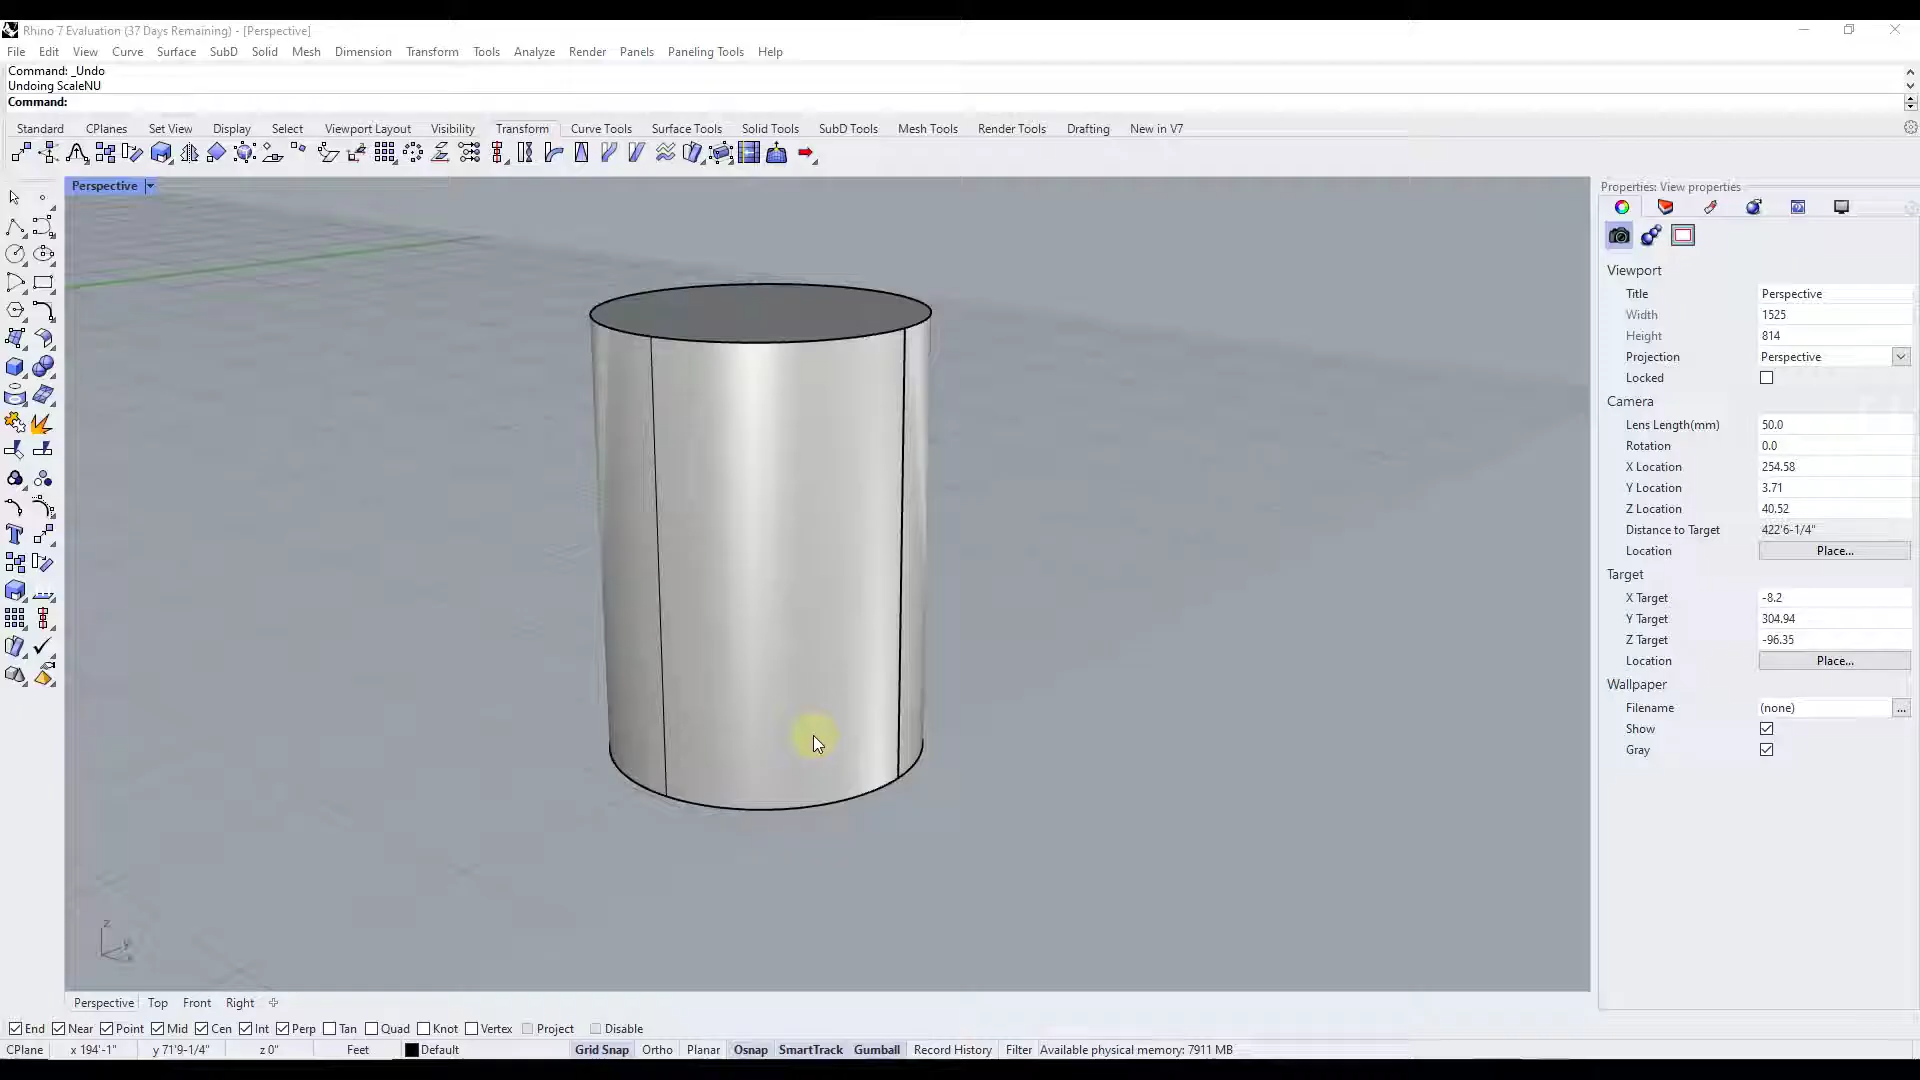 Rhino 7 Evaluation (37 Days Remaining) - [Perspective]
File Edit View Curve Surface Solid SubD Mesh Dimension Transform Tools Analyze Render Panels Paneling Tools Help
Command: _Undo
Undoing ScaleNU
Command:
Standard CPlanes Set View Display Select Viewport Layout Visibility Transform Curve Tools Surface Tools Solid Tools SubD Tools Mesh Tools Render Tools Drafting New in V7
Perspective
Properties: View properties
Viewport
Title Perspective
Width 1525
Height 814
Projection Perspective
Locked
Camera
Lens Length(mm) 50.0
Rotation 0.0
X Location 254.58
Y Location 3.71
Z Location 40.52
Distance to Target 422'6-1/4"
Location Place...
Target
X Target -8.2
Y Target 304.94
Z Target -96.35
Location Place...
Wallpaper
Filename (none) ...
Show
Gray
z
y
x
Perspective Top Front Right
End Near Point Mid Cen Int Perp Tan Quad Knot Vertex Project Disable
CPlane x 194'-1" y 71'9-1/4" z 0" Feet Default Grid Snap Ortho Planar Osnap SmartTrack Gumball Record History Filter Available physical memory: 7911 MB